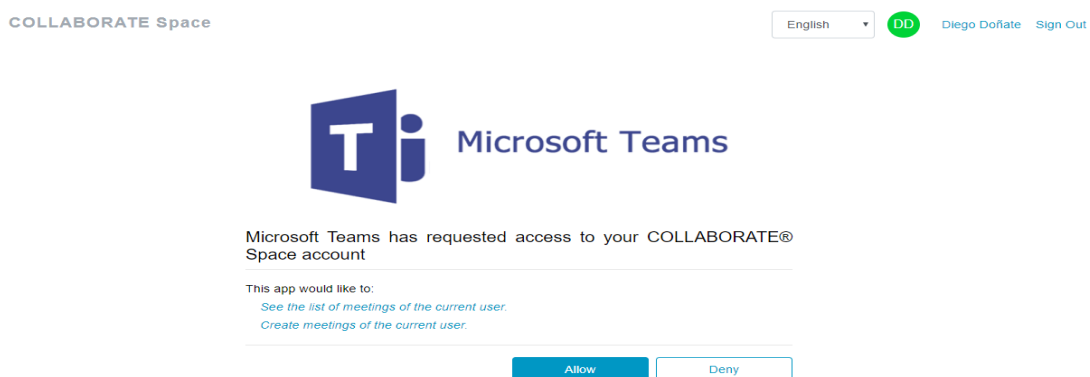 COLLABORATE Space
English
DD
Diego Doñate
Sign Out
T
Microsoft Teams
Microsoft Teams has requested access to your COLLABORATE®
Space account
This app would like to:
See the list of meetings of the current user.
Create meetings of the current user.
Allow
Deny